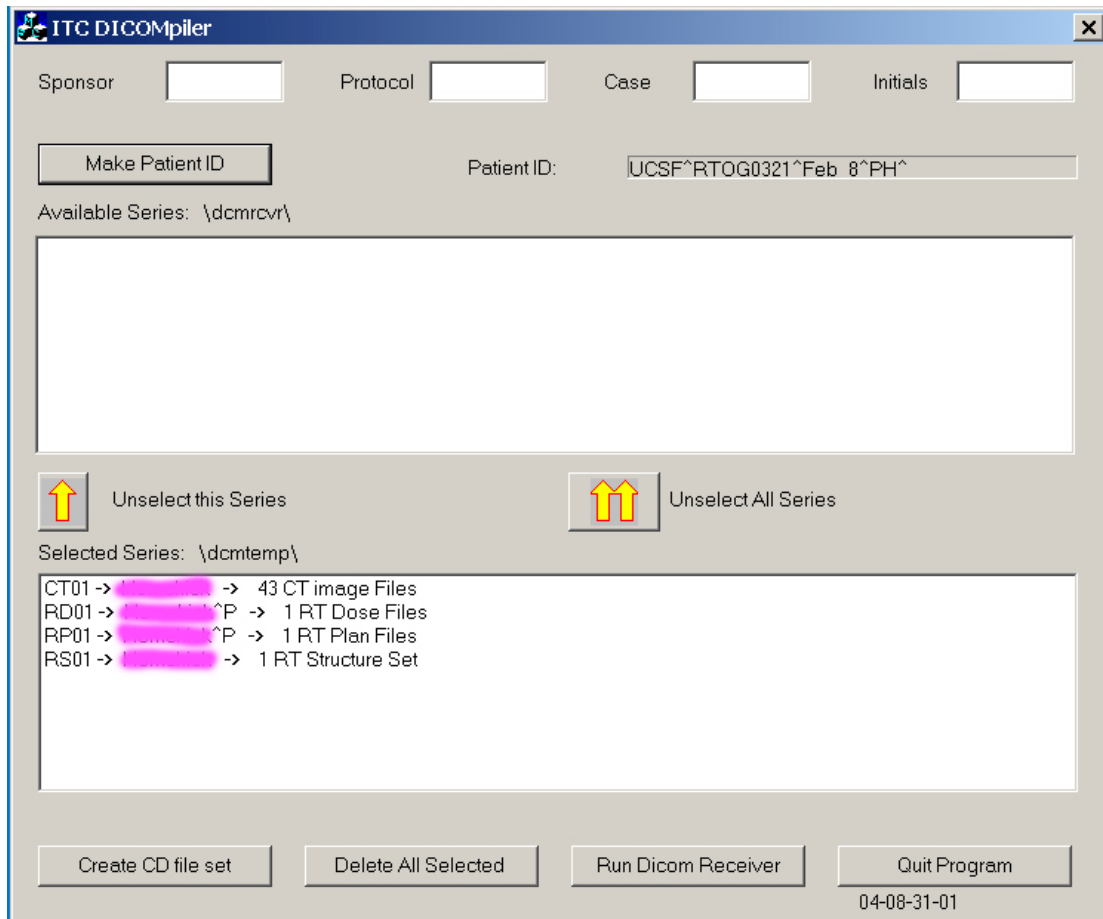 ITC DICOMpiler
Sponsor Protocol Case Initials
Make Patient ID Patient ID: UCSF^RTOG0321^Feb 8^PH^
Available Series: \dcmrcvr\
Unselect this Series Unselect All Series
Selected Series: \dcmtemp\
CT01 -> -> 43 CT image Files
RD01 -> ^P -> 1 RT Dose Files
RP01 -> ^P -> 1 RT Plan Files
RS01 -> -> 1 RT Structure Set
Create CD file set Delete All Selected Run Dicom Receiver Quit Program
04-08-31-01